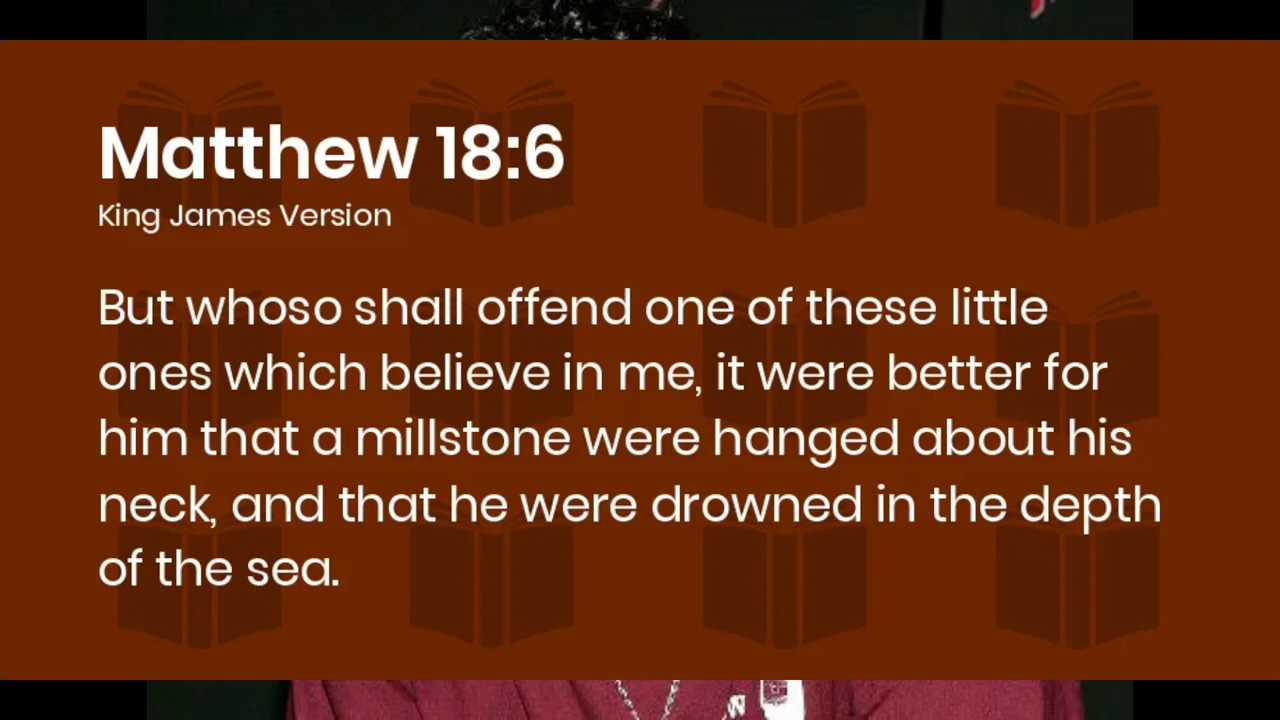 Matthew 18:6
King James Version
But whoso shall offend one of these little
ones which believe in me, it were better for
him that a millstone were hanged about his
neck, and that he were drowned in the depth
of the sea.